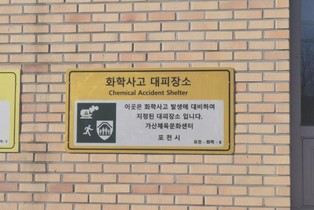 화학사고 대피장소
Chemical Accident Shelter
이곳은 화학사고 발생에 대비하여
지정된 대피장소 입니다.
가산체육문화센터
포 천 시